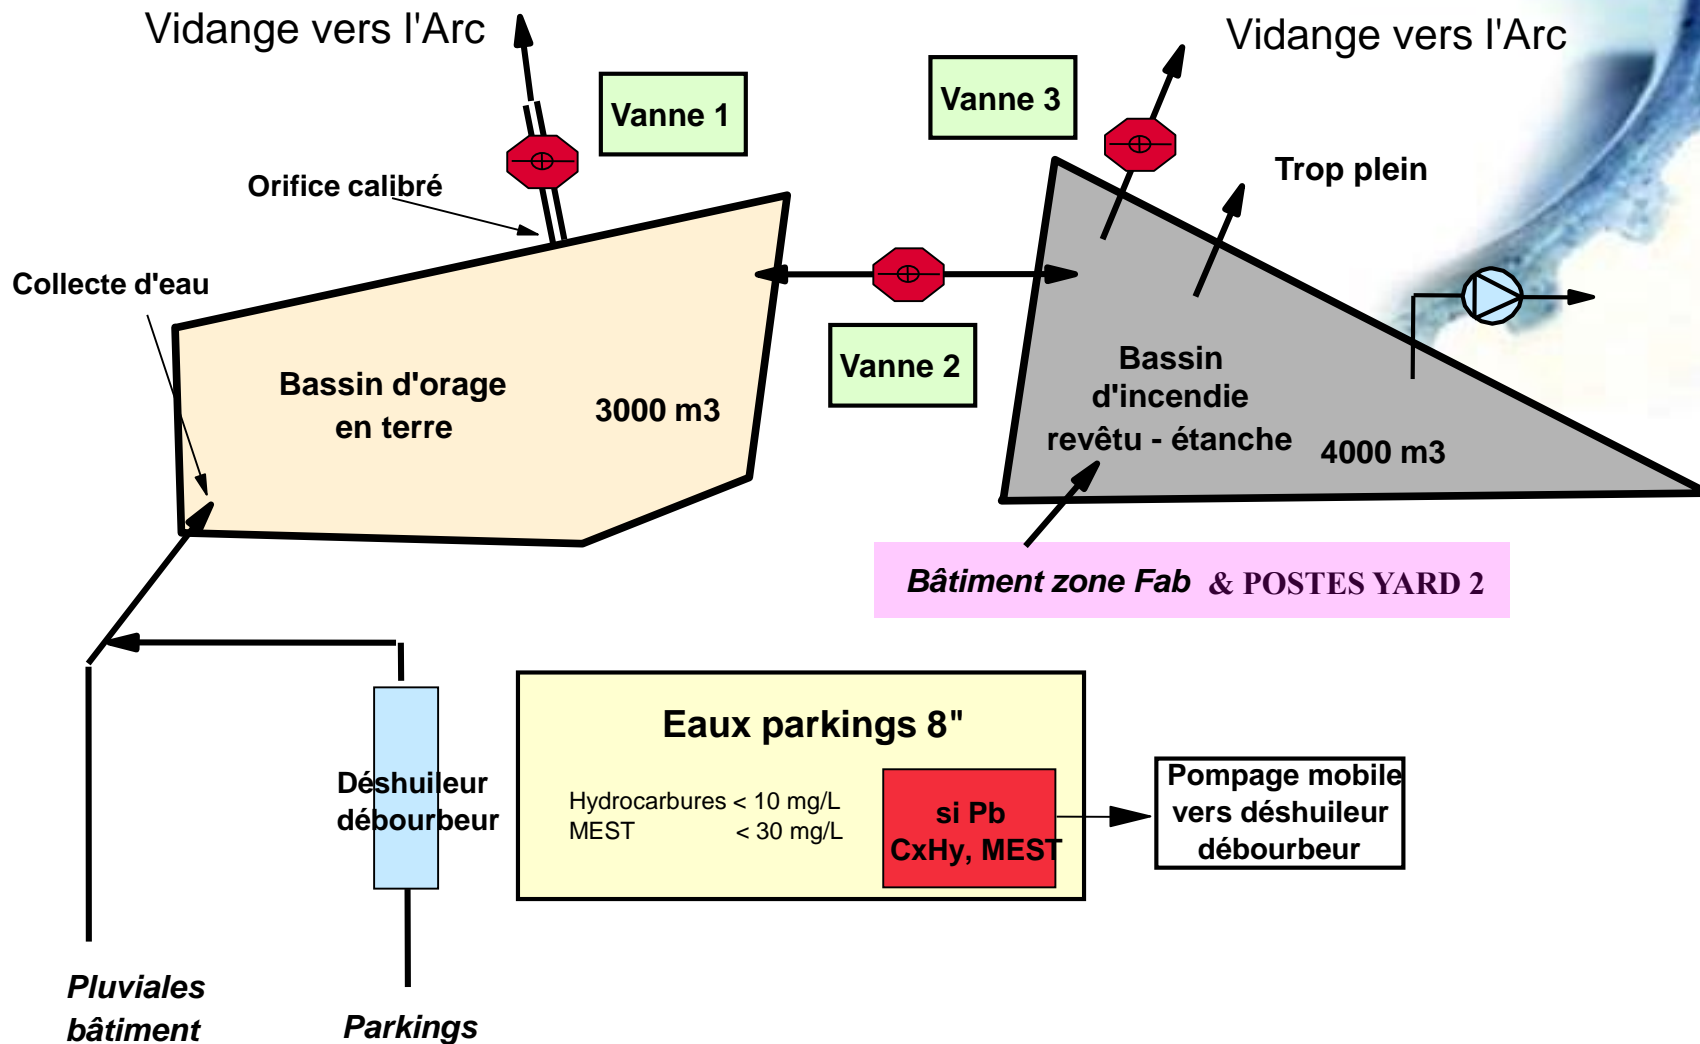 Vidange vers l'Arc
Vidange vers l'Arc
Vanne 1
Vanne 3
Orifice calibré
Trop plein
Collecte d'eau
Vanne 2
Bassin d'orage
en terre
3000 m3
Bassin
d'incendie
revêtu - étanche
4000 m3
Bâtiment zone Fab & POSTES YARD 2
Eaux parkings 8"
Déshuileur
débourbeur
Hydrocarbures < 10 mg/L
MEST < 30 mg/L
si Pb
CxHy, MEST
Pompage mobile
vers déshuileur
débourbeur
Pluviales
bâtiment
Parkings